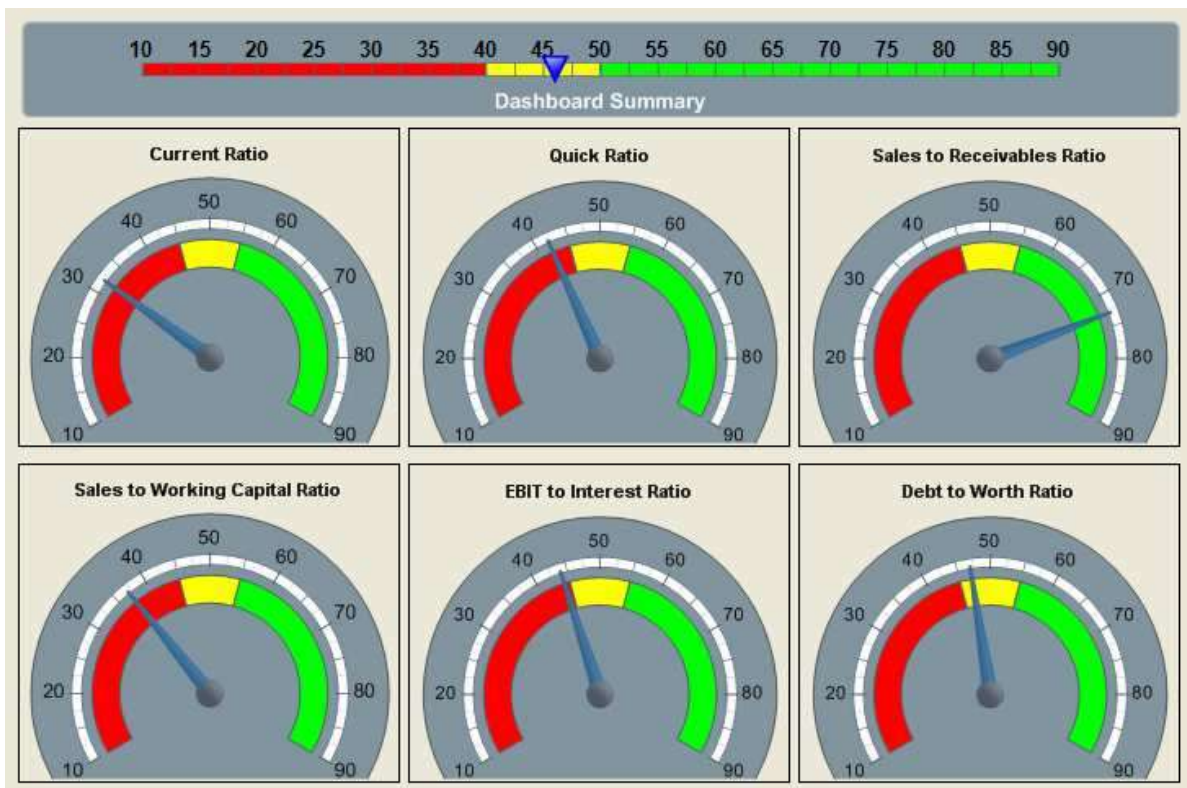 10 15 20 25 30 35 40 45 50 55 60 65 70 75 80 85 90
Dashboard Summary
Current Ratio
10 20 30 40 50 60 70 80 90
Quick Ratio
10 20 30 40 50 60 70 80 90
Sales to Receivables Ratio
10 20 30 40 50 60 70 80 90
Sales to Working Capital Ratio
10 20 30 40 50 60 70 80 90
EBIT to Interest Ratio
10 20 30 40 50 60 70 80 90
Debt to Worth Ratio
10 20 30 40 50 60 70 80 90